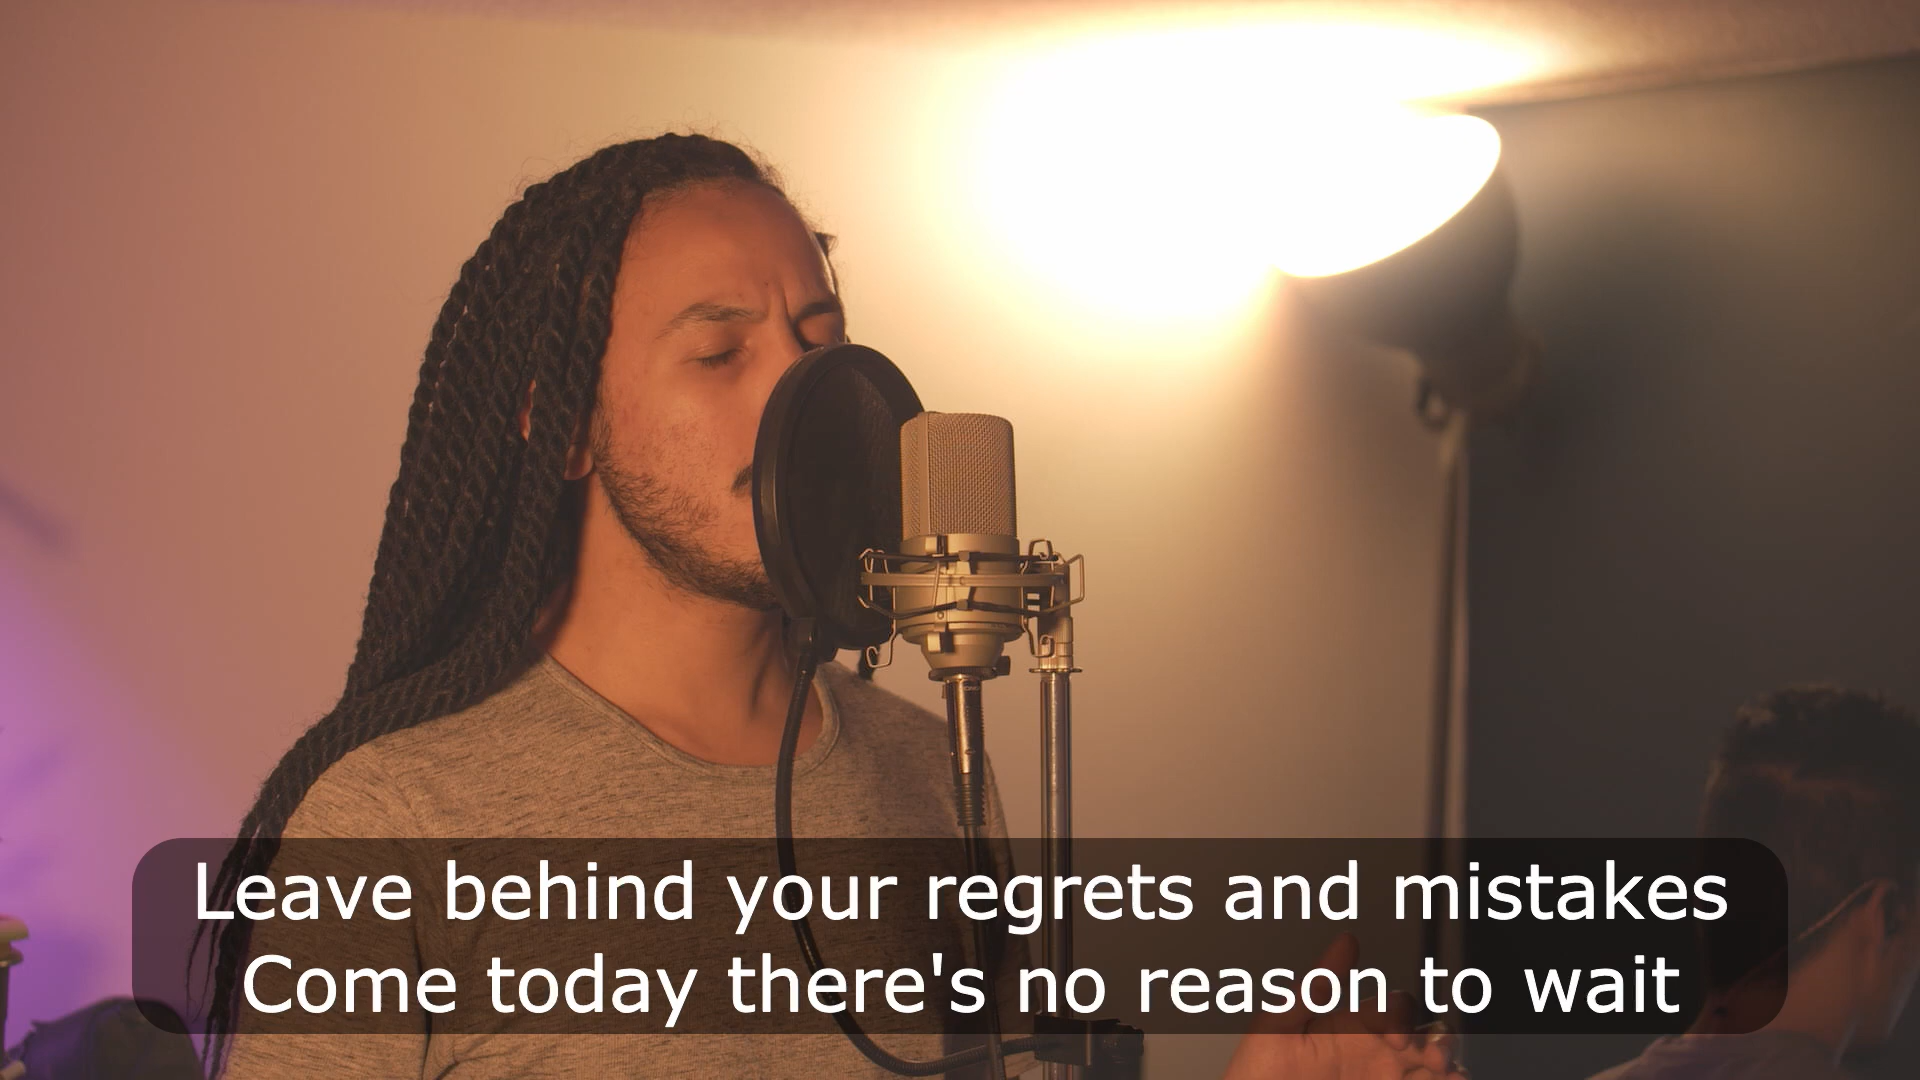 Leave behind your regrets and mistakes
Come today there's no reason to wait